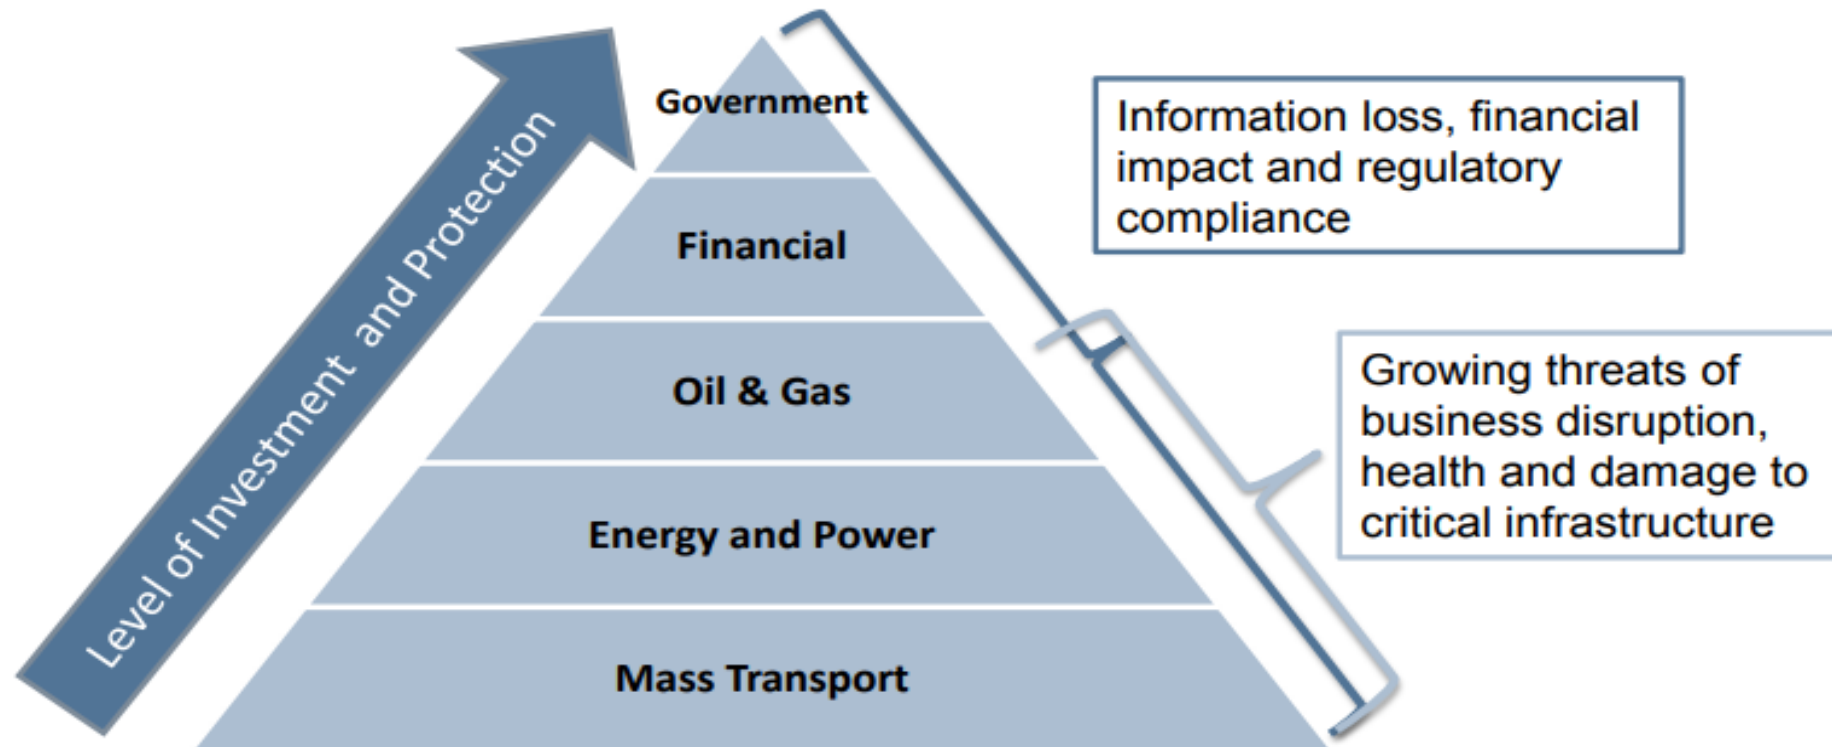 Level of Investment and Protection
Government
Financial
Oil & Gas
Energy and Power
Mass Transport
Information loss, financial
impact and regulatory
compliance
Growing threats of
business disruption,
health and damage to
critical infrastructure